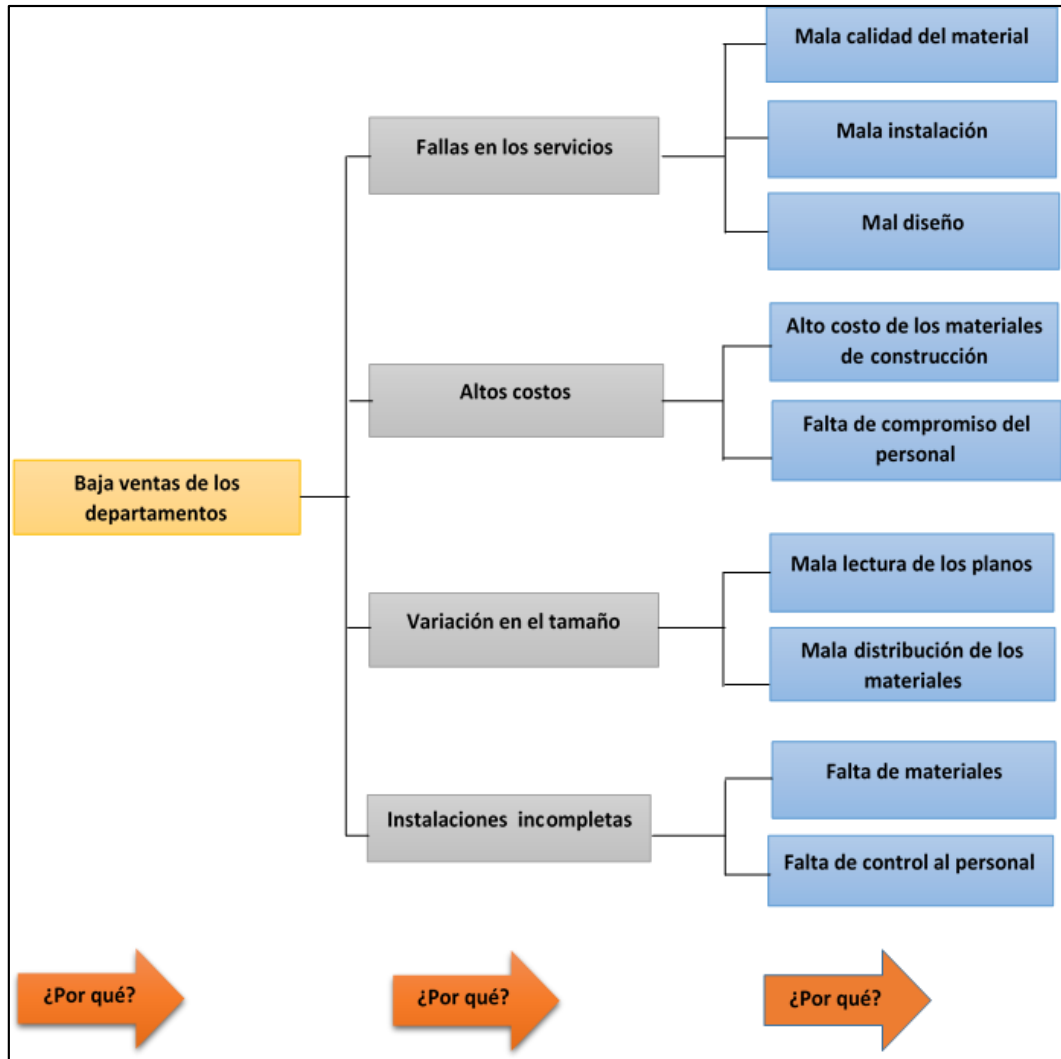 Mala calidad del material
Mala instalación
Mal diseño
Fallas en los servicios
Alto costo de los materiales
de construcción
Falta de compromiso del
personal
Altos costos
Baja ventas de los
departamentos
Mala lectura de los planos
Mala distribución de los
materiales
Variación en el tamaño
Falta de materiales
Falta de control al personal
Instalaciones incompletas
¿Por qué?
¿Por qué?
¿Por qué?